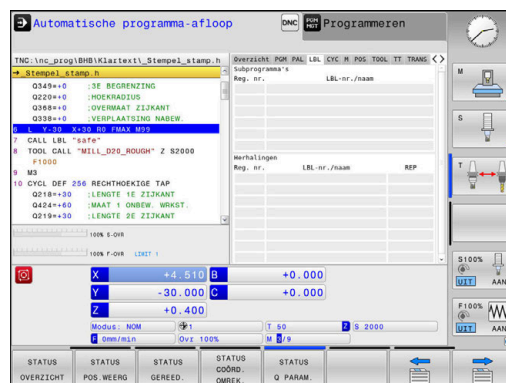 Automatische programma-afloop
DNC
PGM MGT
Programmeren
TNC:\nc_prog\BHB\Klartext\_Stempel_stamp.h
→_Stempel_stamp.h
Q349=+0 ;3E BEGRENZING
Q220=+0 ;HOEKRADIUS
Q368=+0 ;OVERMAAT ZIJKANT
Q338=+0 ;VERPLAATSING NABEW.
6 L Y-30 X+30 R0 FMAX M99
7 CALL LBL "safe"
8 TOOL CALL "MILL_D20_ROUGH" Z S2000
F1000
9 M3
10 CYCL DEF 256 RECHTHOEKIGE TAP
Q218=+30 ;LENGTE 1E ZIJKANT
Q424=+60 ;MAAT 1 ONBEW. WRKST.
Q219=+30 ;LENGTE 2E ZIJKANT
Overzicht PGM PAL LBL CYC M POS TOOL TT TRANS
Subprogramma's
Reg. nr. LBL-nr./naam
Herhalingen
Reg. nr. LBL-nr./naam REP
100% S-OVR
100% F-OVR LIMIT 1
X +4.510 B +0.000
Y -30.000 C +0.000
Z +0.400
Modus: NOM 1 T 50 Z S 2000
F 0mm/min Ovr 100% M 3/9
M
S
T
S100%
UIT AAN
F100%
UIT AAN
STATUS OVERZICHT
STATUS POS.WEERG
STATUS GEREED.
STATUS COÖRD. OMREK.
STATUS Q PARAM.